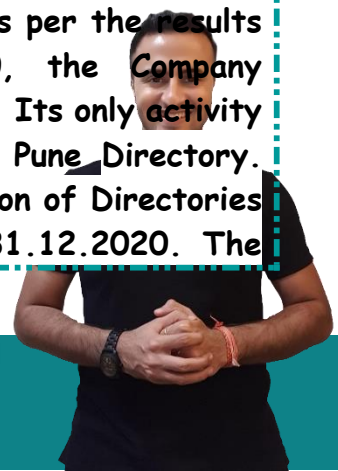 s per the results
, the Company
Its only activity
Pune Directory.
on of Directories
31.12.2020. The